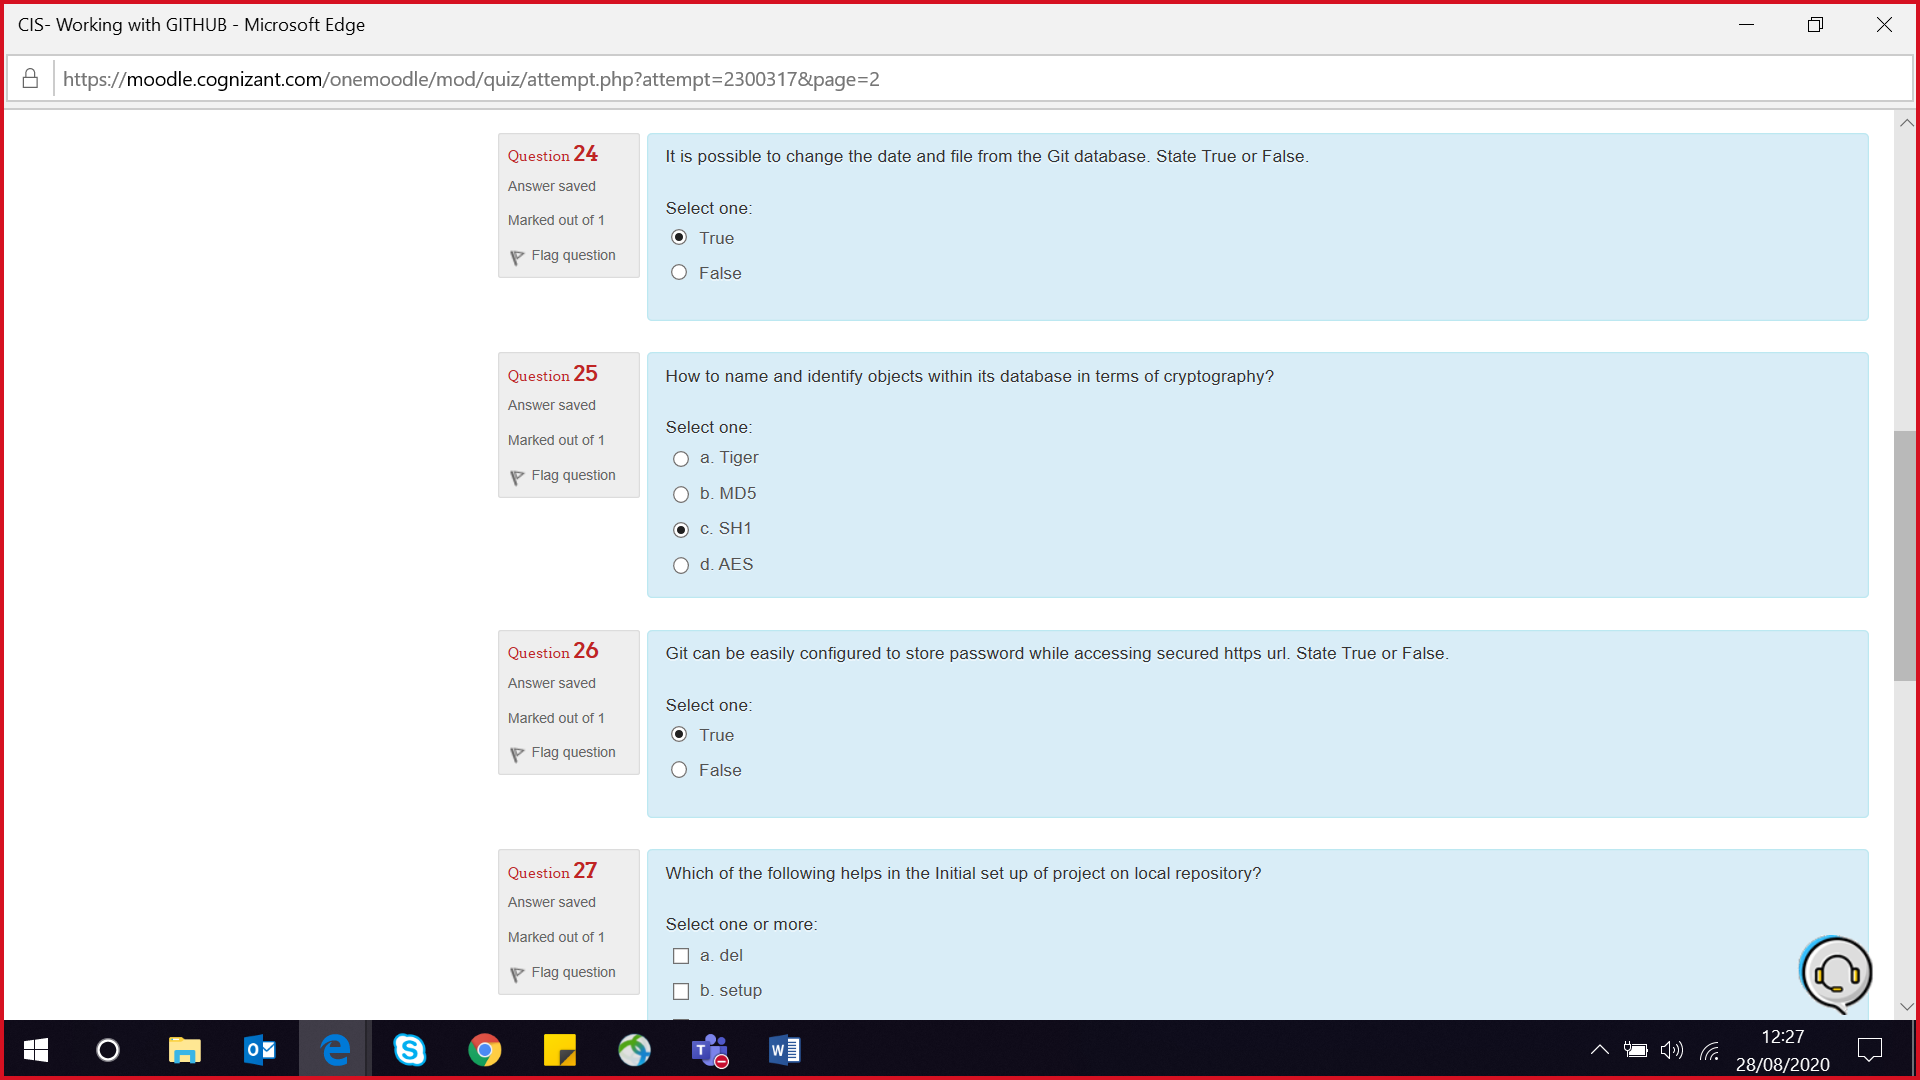 CIS- Working with GITHUB - Microsoft Edge
https://moodle.cognizant.com/onemoodle/mod/quiz/attempt.php?attempt=2300317&page=2
Question 24
Answer saved
Marked out of 1
Flag question
It is possible to change the date and file from the Git database. State True or False.
Select one:
True
False
Question 25
Answer saved
Marked out of 1
Flag question
How to name and identify objects within its database in terms of cryptography?
Select one:
a. Tiger
b. MD5
c. SH1
d. AES
Question 26
Answer saved
Marked out of 1
Flag question
Git can be easily configured to store password while accessing secured https url. State True or False.
Select one:
True
False
Question 27
Answer saved
Marked out of 1
Flag question
Which of the following helps in the Initial set up of project on local repository?
Select one or more:
a. del
b. setup
12:27
28/08/2020